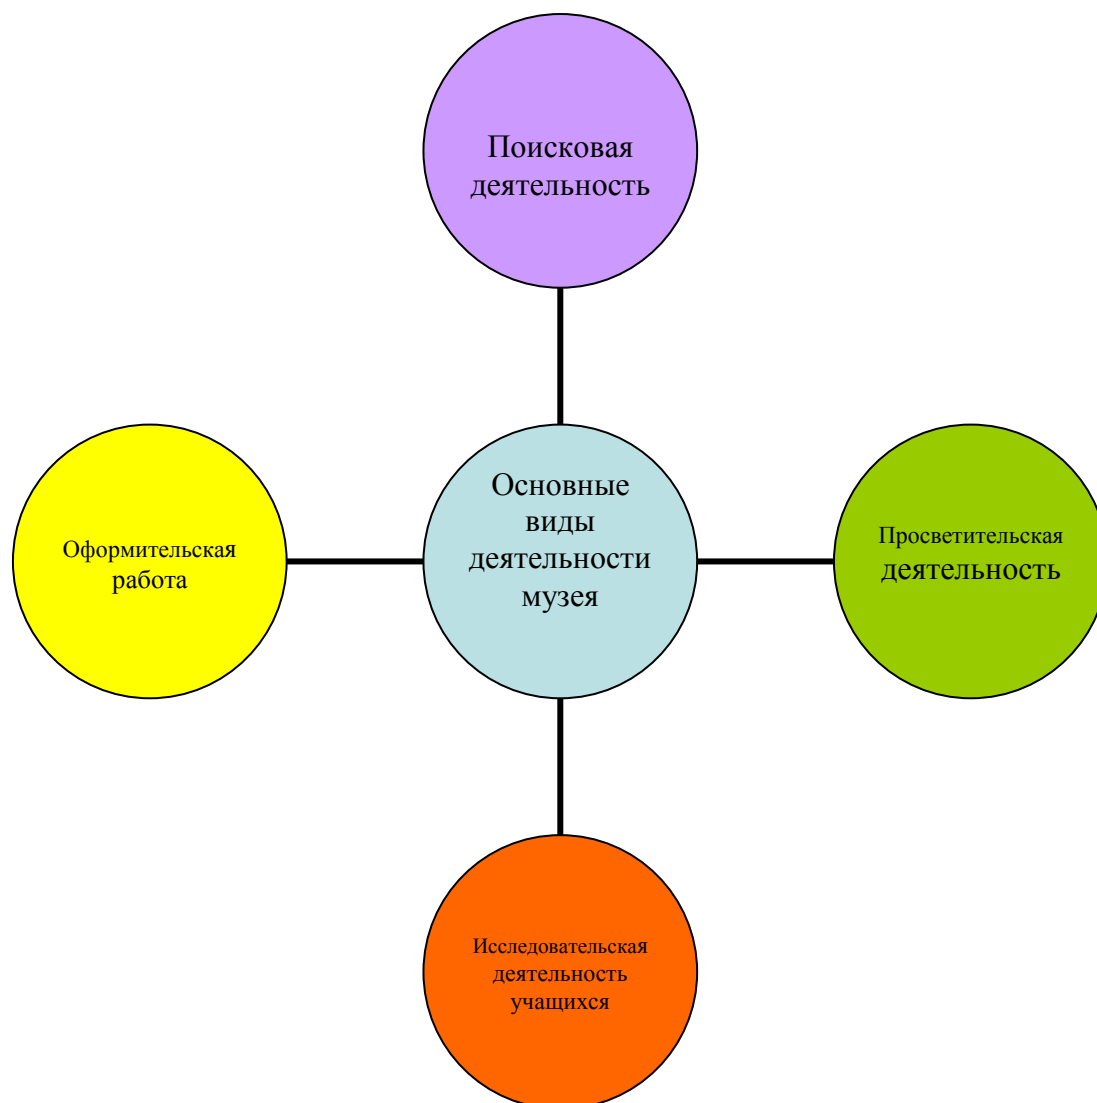 Поисковая
деятельность
Основные
виды
деятельности
музея
Оформительская
работа
Просветительская
деятельность
Исследовательская
деятельность
учащихся